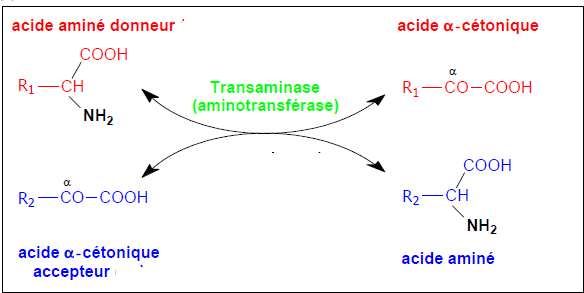 acide aminé donneur
acide α-cétonique
COOH
R1—CH
NH2
Transaminase
(aminotransférase)
α
R1—CO—COOH
α
R2—CO—COOH
COOH
R2—CH
NH2
acide α-cétonique
accepteur
acide aminé